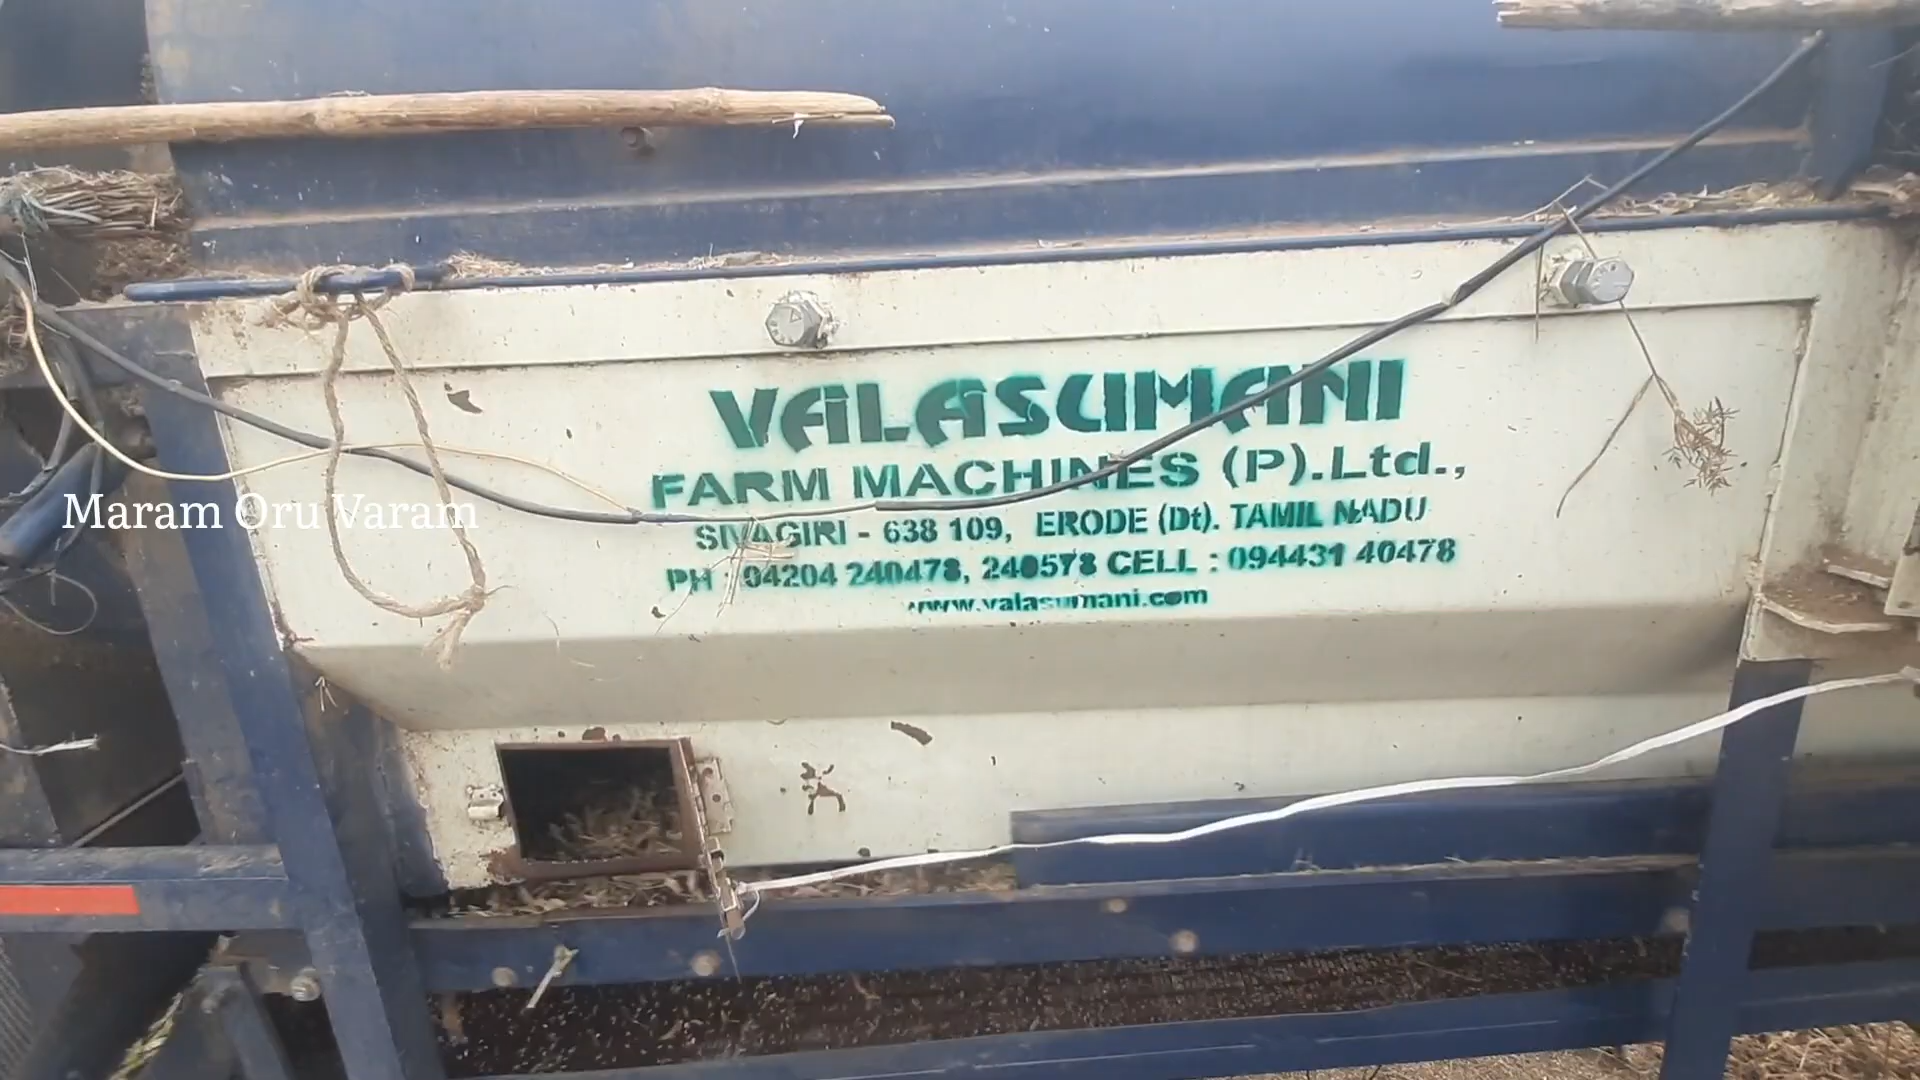 VALASUMANI
FARM MACHINES (P).Ltd.,
SIVAGIRI - 638 109, ERODE (Dt). TAMIL NADU
PH : 04204 240478, 240578 CELL : 094431 40478
www.valasumani.com
Maram Oru Varam